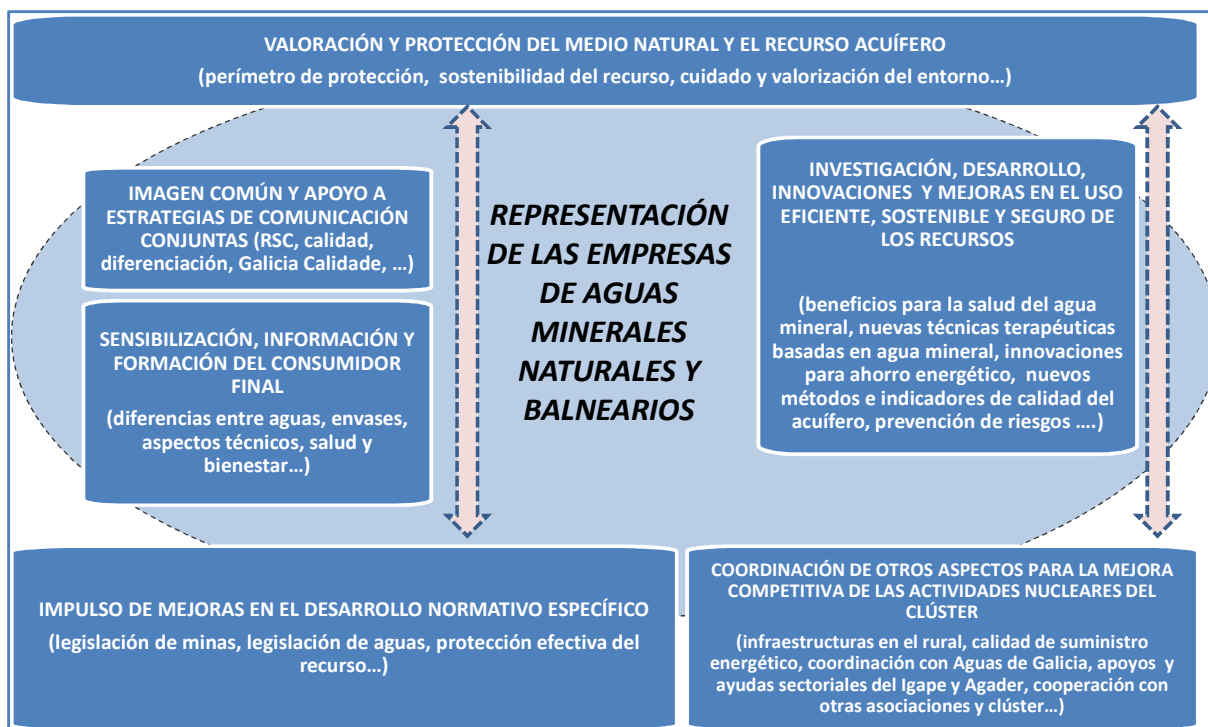 VALORACIÓN Y PROTECCIÓN DEL MEDIO NATURAL Y EL RECURSO ACUÍFERO
(perímetro de protección, sostenibilidad del recurso, cuidado y valorización del entorno…)
IMAGEN COMÚN Y APOYO A
ESTRATEGIAS DE COMUNICACIÓN
CONJUNTAS (RSC, calidad,
diferenciación, Galicia Calidade, …)
SENSIBILIZACIÓN, INFORMACIÓN Y
FORMACIÓN DEL CONSUMIDOR
FINAL
(diferencias entre aguas, envases,
aspectos técnicos, salud y
bienestar…)
REPRESENTACIÓN
DE LAS EMPRESAS
DE AGUAS
MINERALES
NATURALES Y
BALNEARIOS
INVESTIGACIÓN, DESARROLLO,
INNOVACIONES Y MEJORAS EN EL USO
EFICIENTE, SOSTENIBLE Y SEGURO DE
LOS RECURSOS
(beneficios para la salud del agua
mineral, nuevas técnicas terapéuticas
basadas en agua mineral, innovaciones
para ahorro energético, nuevos
métodos e indicadores de calidad del
acuífero, prevención de riesgos ….)
IMPULSO DE MEJORAS EN EL DESARROLLO NORMATIVO ESPECÍFICO
(legislación de minas, legislación de aguas, protección efectiva del
recurso…)
COORDINACIÓN DE OTROS ASPECTOS PARA LA MEJORA
COMPETITIVA DE LAS ACTIVIDADES NUCLEARES DEL
CLÚSTER
(infraestructuras en el rural, calidad de suministro
energético, coordinación con Aguas de Galicia, apoyos y
ayudas sectoriales del Igape y Agader, cooperación con
otras asociaciones y clúster…)